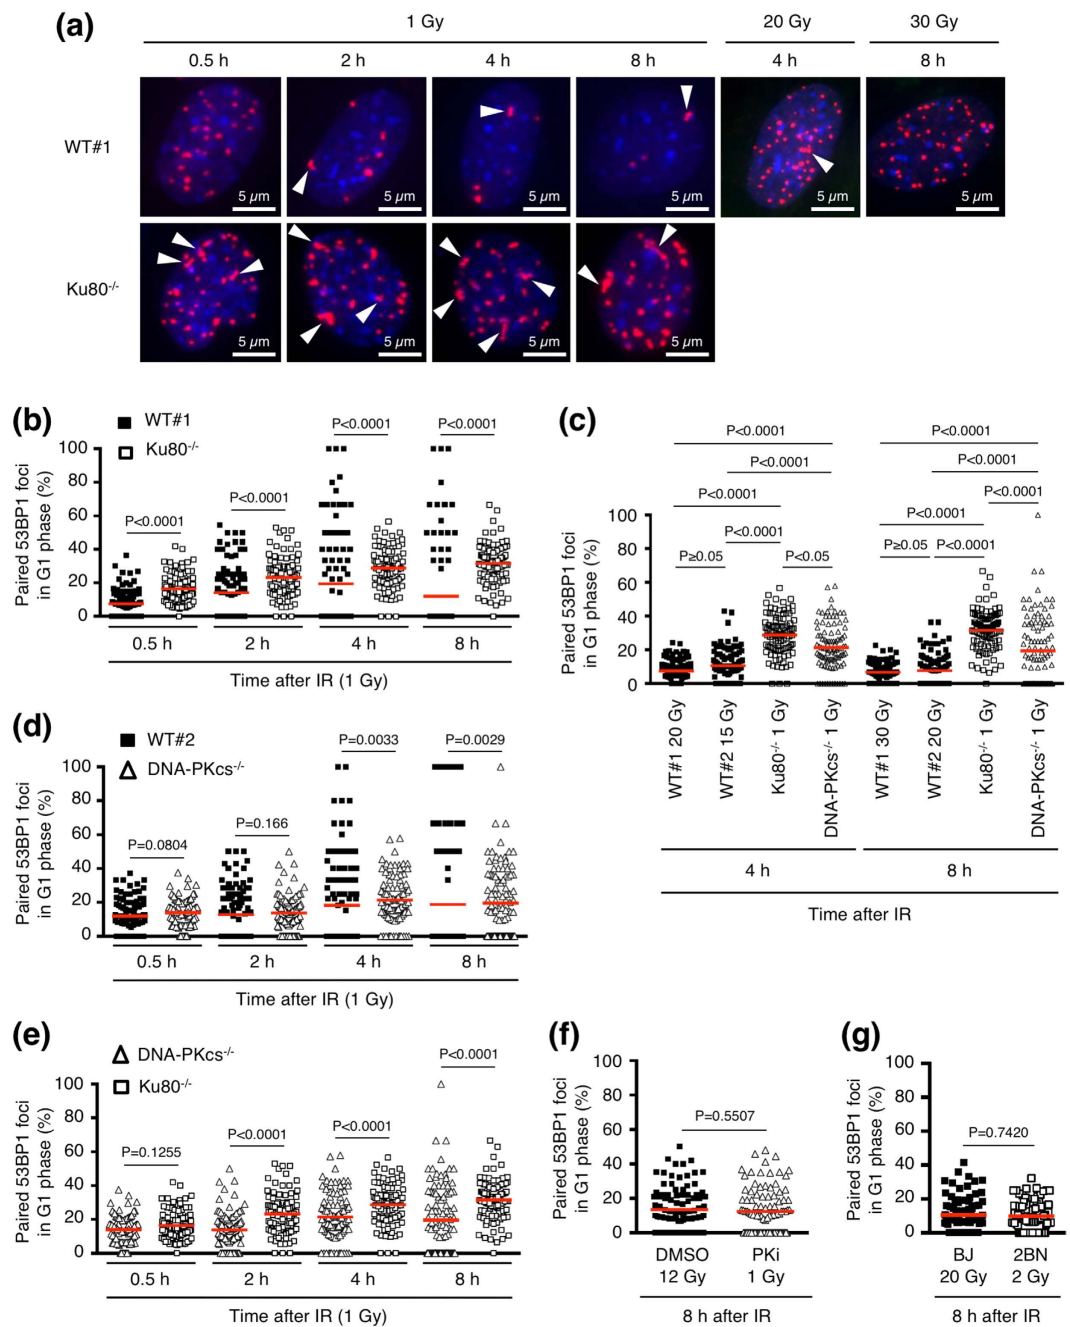 (a)
1 Gy 20 Gy 30 Gy
0.5 h 2 h 4 h 8 h 4 h 8 h
WT#1
5 µm 5 µm 5 µm 5 µm 5 µm 5 µm
Ku80-/-
5 µm 5 µm 5 µm 5 µm
(b)
WT#1
Ku80-/-
P<0.0001 P<0.0001
P<0.0001
P<0.0001
Paired 53BP1 foci
in G1 phase (%)
100
80
60
40
20
0
0.5 h 2 h 4 h 8 h
Time after IR (1 Gy)
(c)
P<0.0001 P<0.0001
P<0.0001 P<0.0001
P<0.0001 P<0.0001
P<0.0001
P<0.0001
P≥0.05 P<0.05 P≥0.05 P<0.0001
Paired 53BP1 foci
in G1 phase (%)
100
80
60
40
20
0
WT#1 20 Gy
WT#2 15 Gy
Ku80-/- 1 Gy
DNA-PKcs-/- 1 Gy
WT#1 30 Gy
WT#2 20 Gy
Ku80-/- 1 Gy
DNA-PKcs-/- 1 Gy
4 h 8 h
Time after IR
(d)
WT#2
DNA-PKcs-/-
P=0.0033 P=0.0029
P=0.166
P=0.0804
Paired 53BP1 foci
in G1 phase (%)
100
80
60
40
20
0
0.5 h 2 h 4 h 8 h
Time after IR (1 Gy)
(e)
DNA-PKcs-/-
Ku80-/-
P<0.0001
P<0.0001
P<0.0001
P=0.1255
Paired 53BP1 foci
in G1 phase (%)
100
80
60
40
20
0
0.5 h 2 h 4 h 8 h
Time after IR (1 Gy)
(f)
Paired 53BP1 foci
in G1 phase (%)
100
80
60
40
20
0
P=0.5507
DMSO PKi
12 Gy 1 Gy
8 h after IR
(g)
Paired 53BP1 foci
in G1 phase (%)
100
80
60
40
20
0
P=0.7420
BJ 2BN
20 Gy 2 Gy
8 h after IR